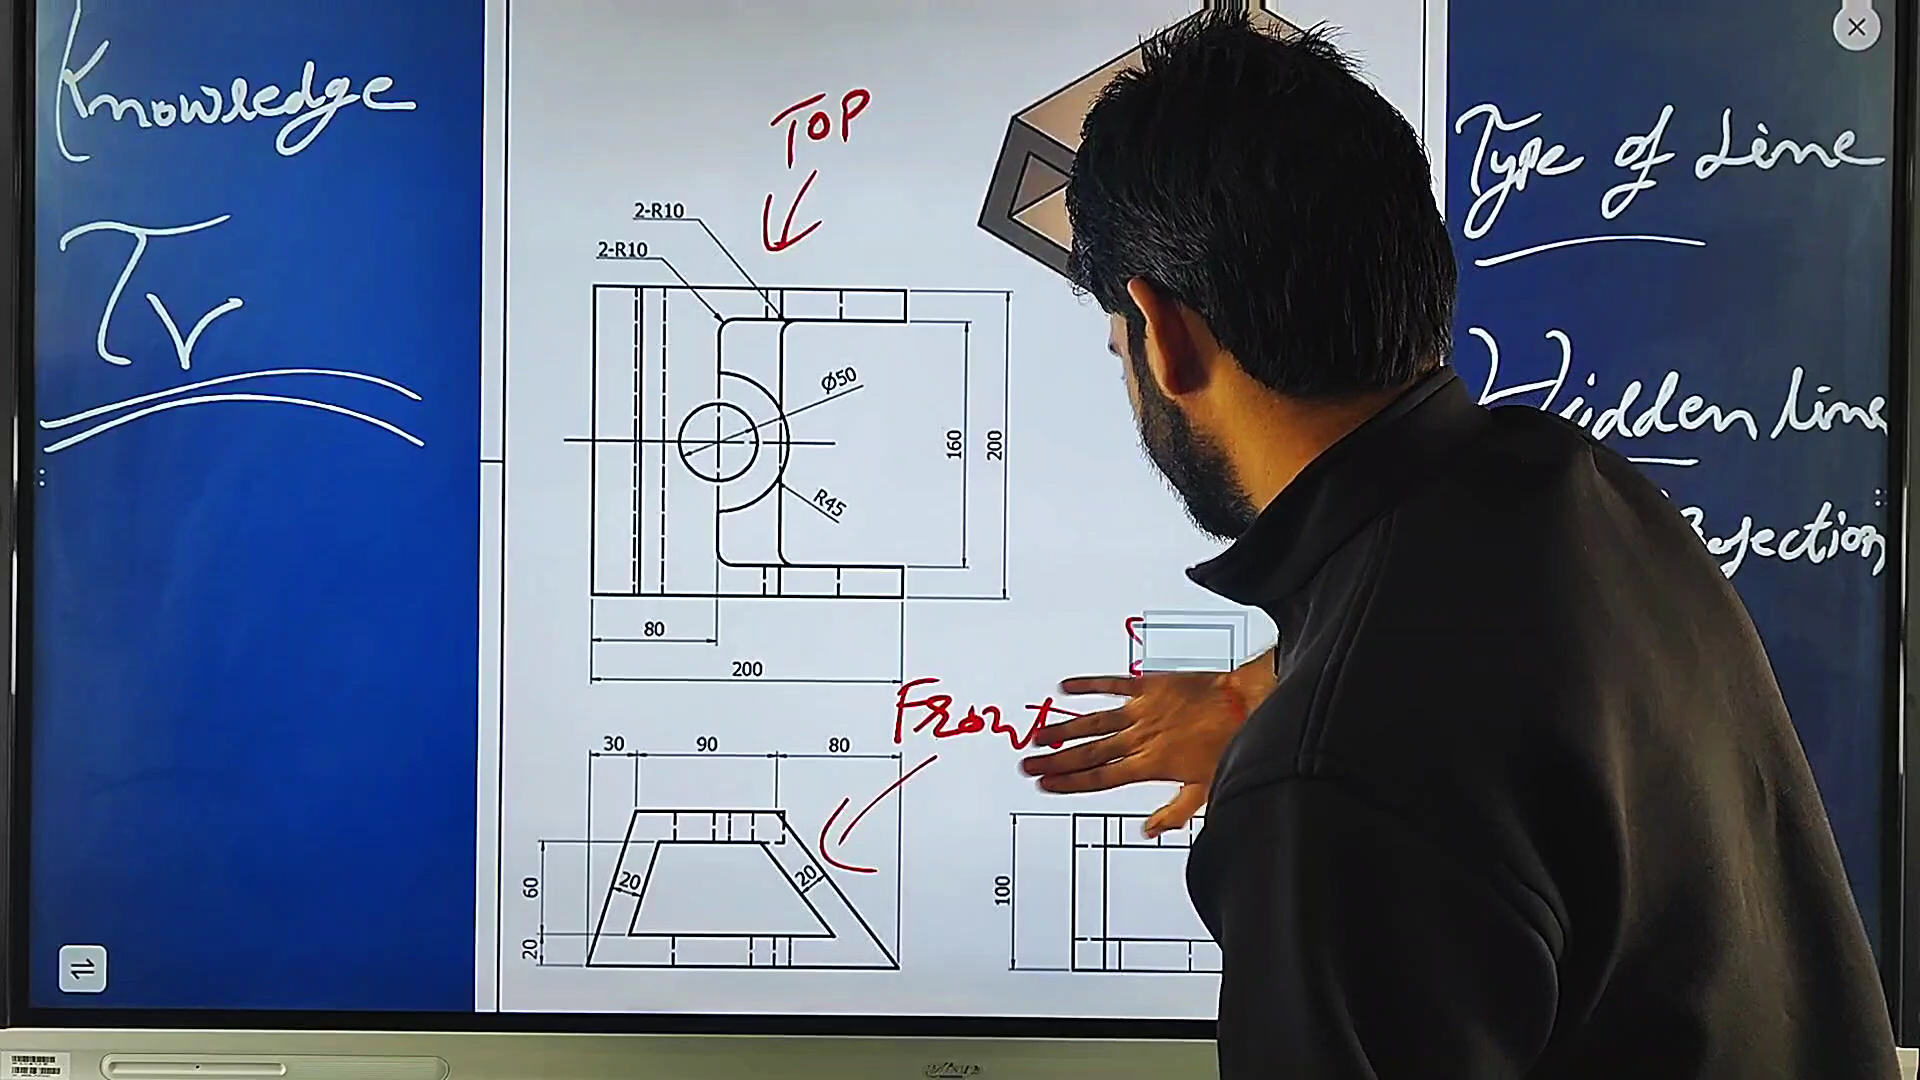 Knowledge
Tv
TOP
2-R10
2-R10
Ø50
R45
160
200
80
200
Front
30
90
80
20
20
60
20
100
Type of Line
Hidden line